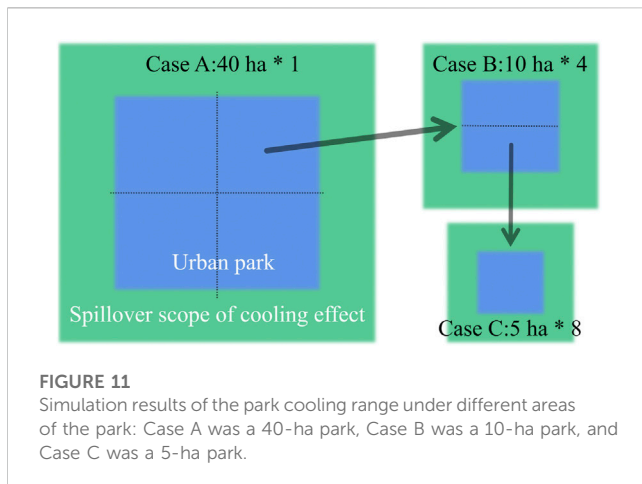 Case A:40 ha * 1
Case B:10 ha * 4
Urban park
Spillover scope of cooling effect
Case C:5 ha * 8
FIGURE 11
Simulation results of the park cooling range under different areas
of the park: Case A was a 40-ha park, Case B was a 10-ha park, and
Case C was a 5-ha park.